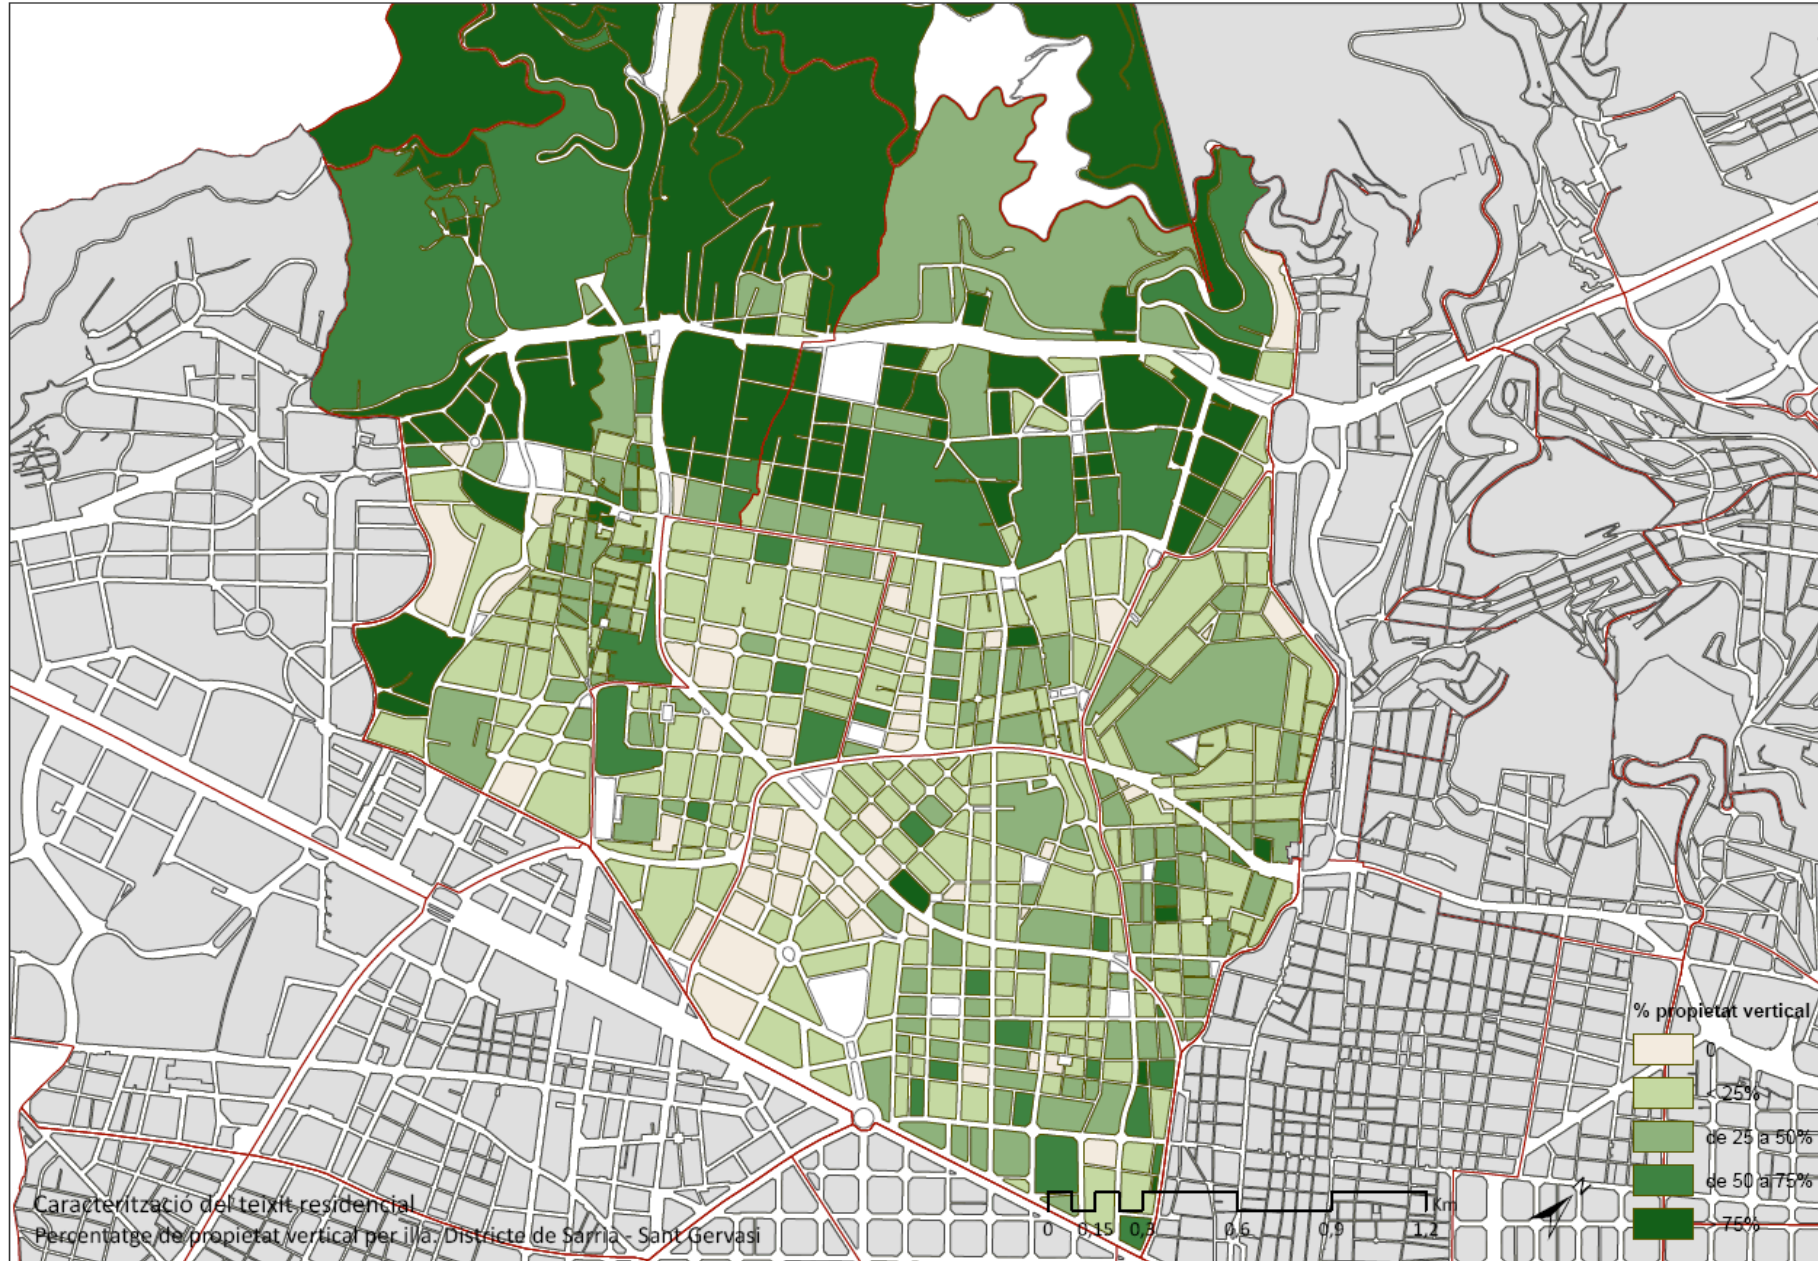 % propietat vertical
0
< 25%
de 25 a 50%
de 50 a 75%
> 75%
N
Km
0 0,15 0,3 0,6 0,9 1,2
Caracterització del teixit residencial
Percentatge de propietat vertical per illa. Districte de Sarrià - Sant Gervasi